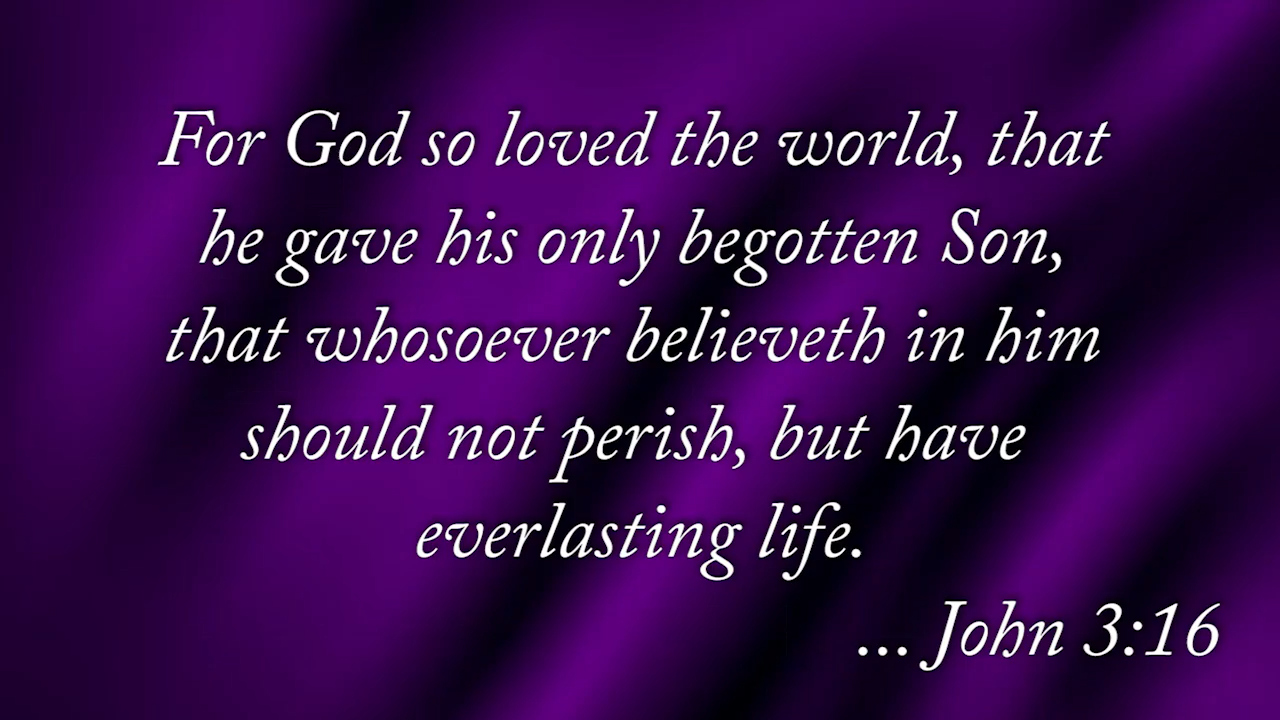 For God so loved the world, that
he gave his only begotten Son,
that whosoever believeth in him
should not perish, but have
everlasting life.
... John 3:16